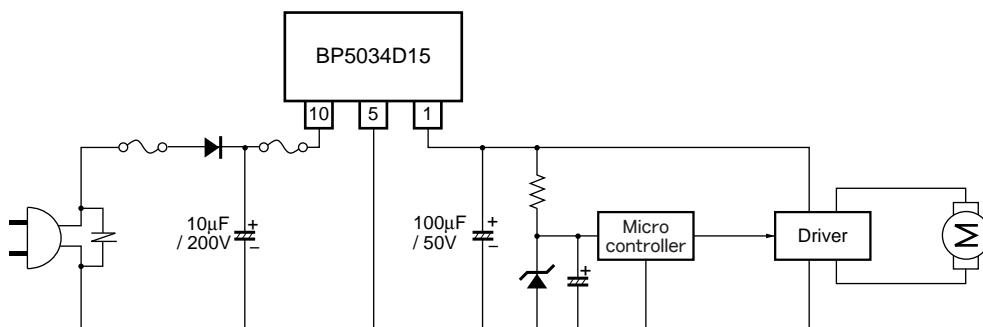 BP5034D15
10
5
1
10μF
/ 200V
+
−
100μF
/ 50V
+
−
+
Micro
controller
Driver
M